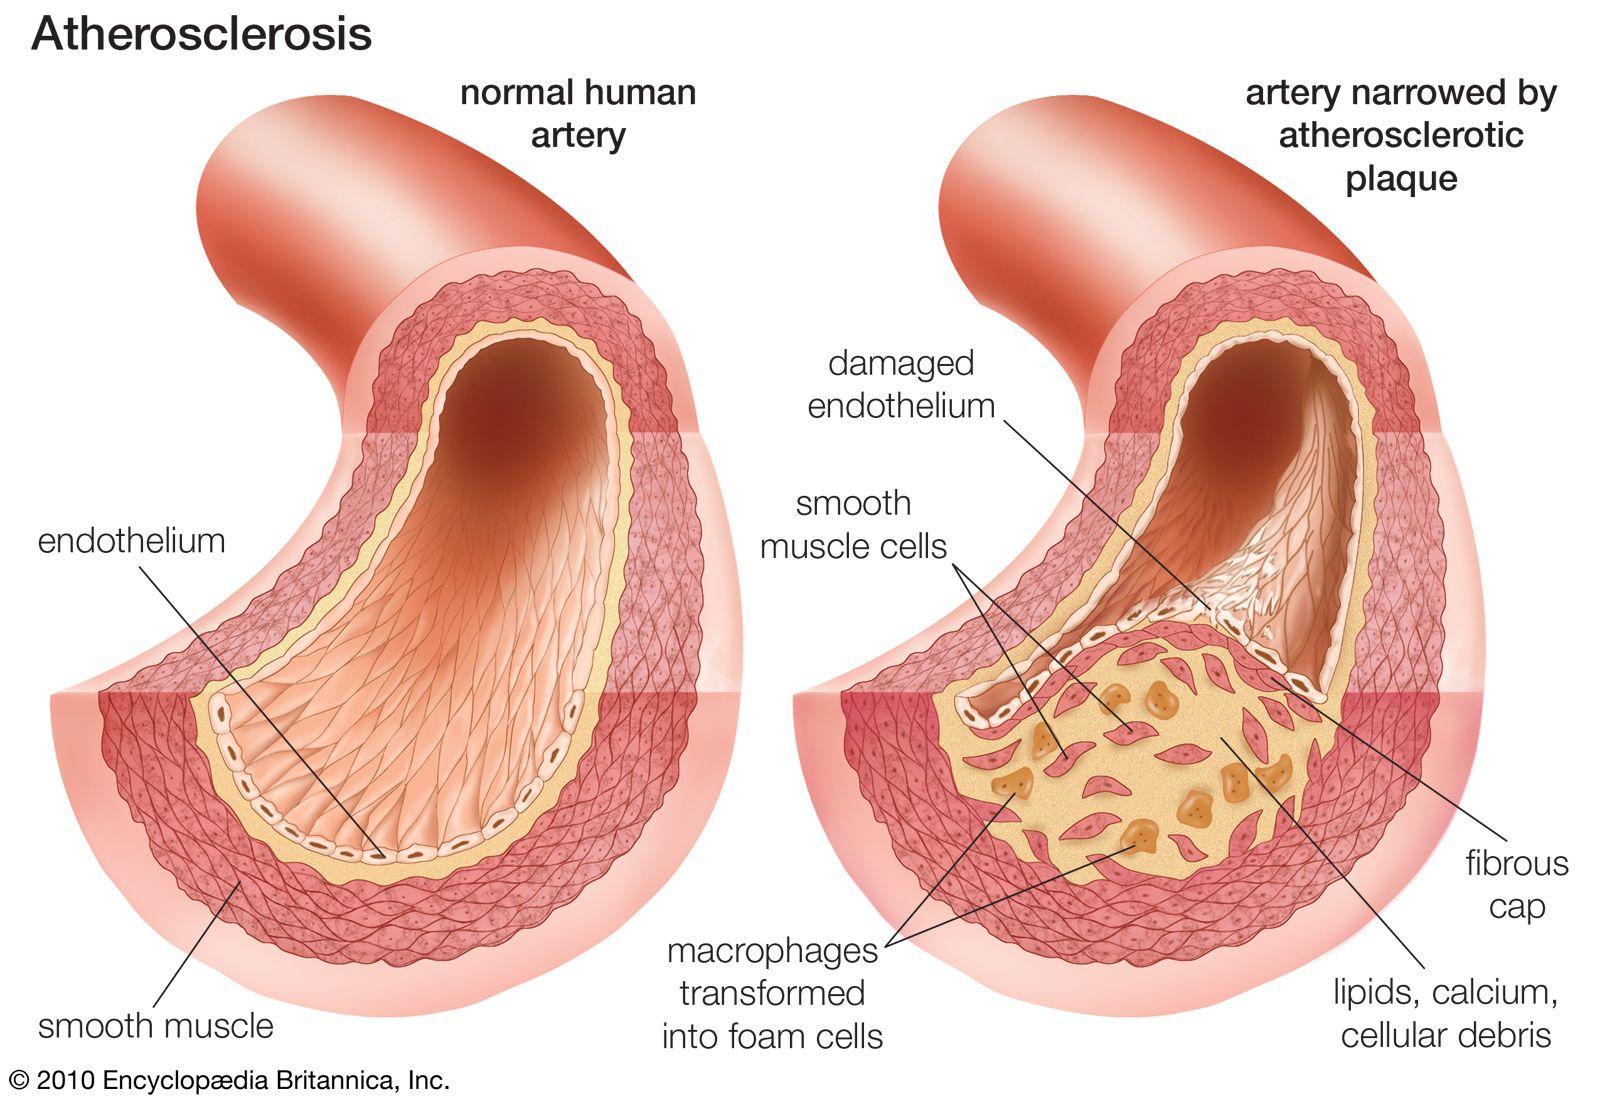 Atherosclerosis
normal human
artery
artery narrowed by
atherosclerotic
plaque
damaged
endothelium
smooth
muscle cells
endothelium
fibrous
cap
macrophages
transformed
into foam cells
lipids, calcium,
cellular debris
smooth muscle
© 2010 Encyclopædia Britannica, Inc.